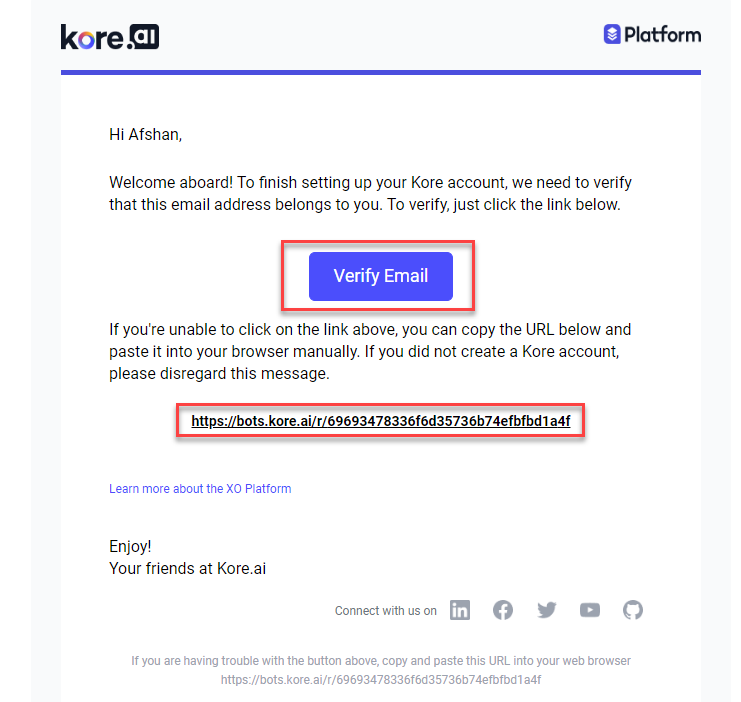 kore.ai
Platform
Hi Afshan,
Welcome aboard! To finish setting up your Kore account, we need to verify
that this email address belongs to you. To verify, just click the link below.
Verify Email
If you're unable to click on the link above, you can copy the URL below and
paste it into your browser manually. If you did not create a Kore account,
please disregard this message.
https://bots.kore.ai/r/69693478336f6d35736b74efbfbd1a4f
Learn more about the XO Platform
Enjoy!
Your friends at Kore.ai
Connect with us on
If you are having trouble with the button above, copy and paste this URL into your web browser
https://bots.kore.ai/r/69693478336f6d35736b74efbfbd1a4f